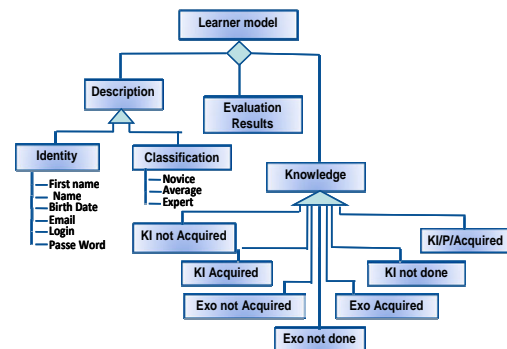 Learner model
Description
Evaluation
Results
Identity
Classification
Knowledge
First name
Name
Birth Date
Email
Login
Passe Word
Novice
Average
Expert
KI not Acquired
KI/P/Acquired
KI Acquired
KI not done
Exo not Acquired
Exo Acquired
Exo not done